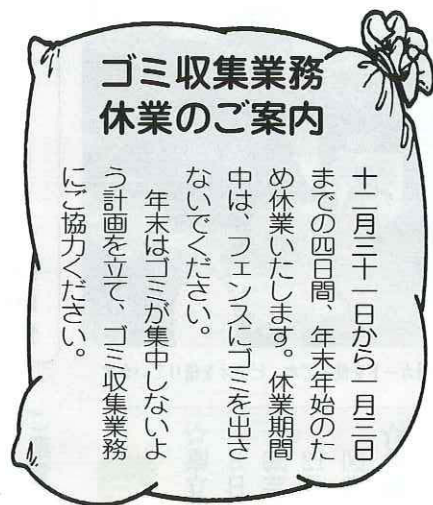 ゴミ収集業務
休業のご案内
十二月三十一日から一月三日
までの四日間、年末年始のた
め休業いたします。休業期間
中は、フェンスにゴミを出さ
ないでください。
年末はゴミが集中しないよ
う計画を立て、ゴミ収集業務
にご協力ください。